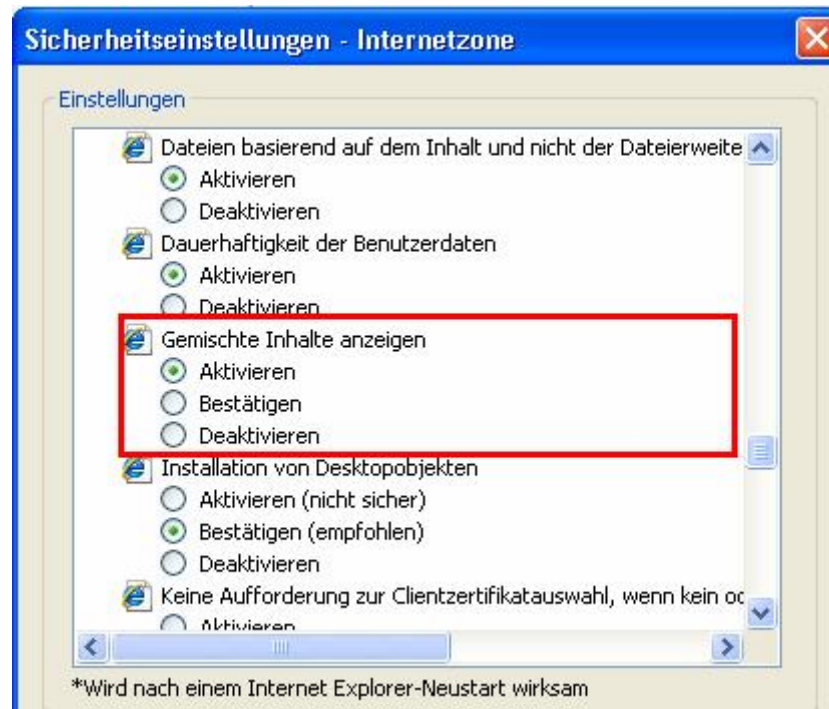 Sicherheitseinstellungen - Internetzone
Einstellungen
Dateien basierend auf dem Inhalt und nicht der Dateierweite
Aktivieren
Deaktivieren
Dauerhaftigkeit der Benutzerdaten
Aktivieren
Deaktivieren
Gemischte Inhalte anzeigen
Aktivieren
Bestätigen
Deaktivieren
Installation von Desktopobjekten
Aktivieren (nicht sicher)
Bestätigen (empfohlen)
Deaktivieren
Keine Aufforderung zur Clientzertifikatauswahl, wenn kein od
Aktivieren
*Wird nach einem Internet Explorer-Neustart wirksam